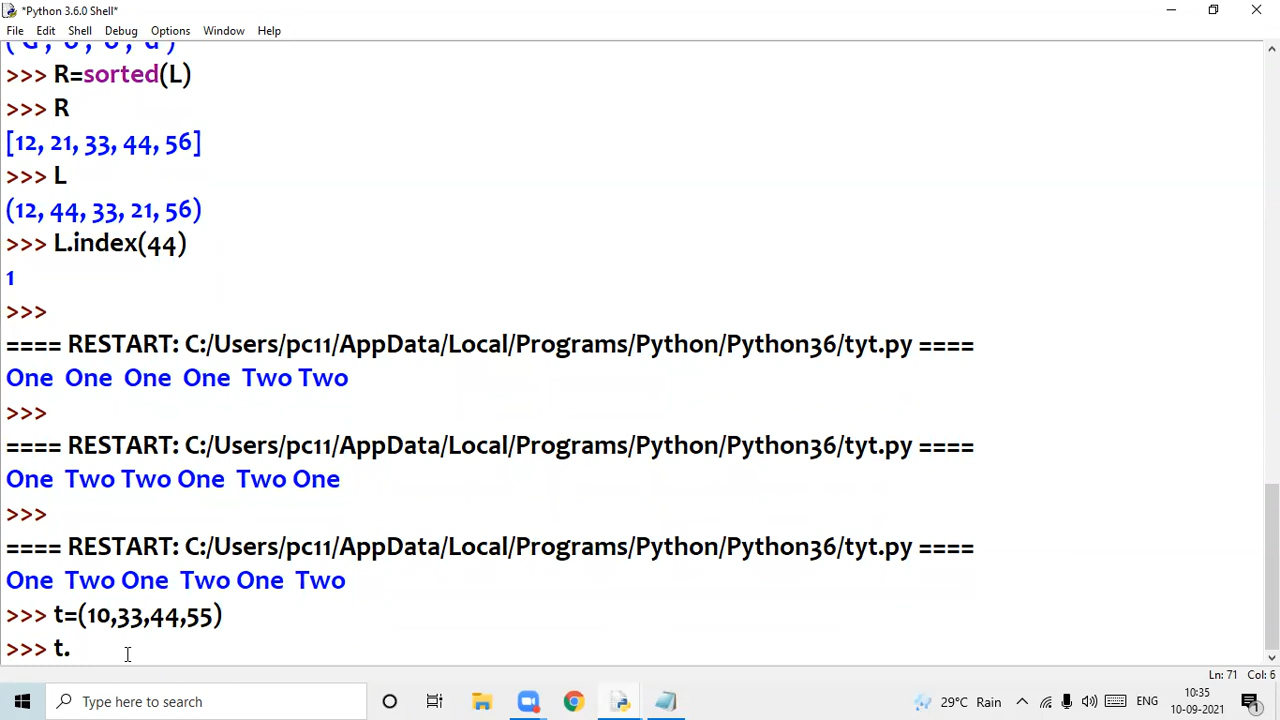 *Python 3.6.0 Shell*
File Edit Shell Debug Options Window Help
>>> R=sorted(L)
>>> R
[12, 21, 33, 44, 56]
>>> L
(12, 44, 33, 21, 56)
>>> L.index(44)
1
>>>
==== RESTART: C:/Users/pc11/AppData/Local/Programs/Python/Python36/tyt.py ====
One One One One Two Two
>>>
==== RESTART: C:/Users/pc11/AppData/Local/Programs/Python/Python36/tyt.py ====
One Two Two One Two One
>>>
==== RESTART: C:/Users/pc11/AppData/Local/Programs/Python/Python36/tyt.py ====
One Two One Two One Two
>>> t=(10,33,44,55)
>>> t.
Ln: 71 Col: 6
Type here to search
29°C Rain
ENG
10:35
10-09-2021